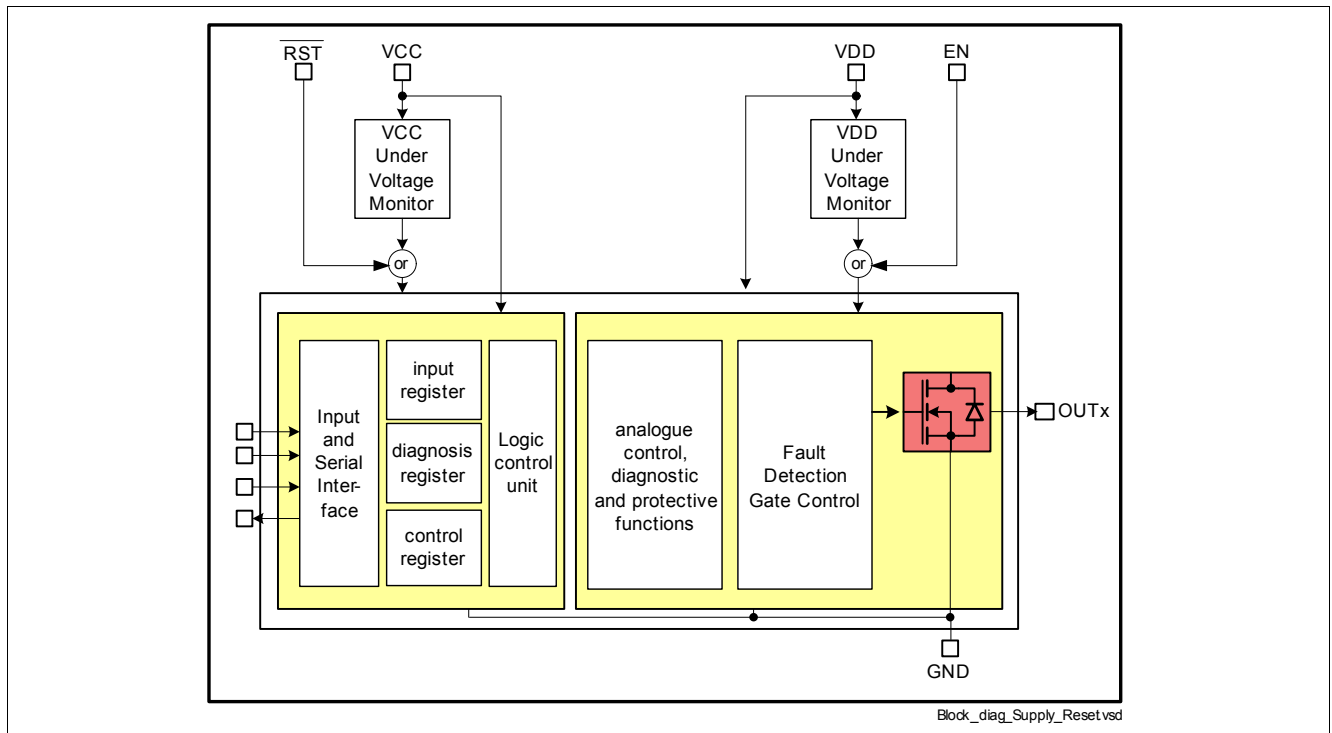 RST
VCC
VDD
EN
VCC
Under
Voltage
Monitor
VDD
Under
Voltage
Monitor
or
or
Input
and
Serial
Inter-
face
input
register
diagnosis
register
control
register
Logic
control
unit
analogue
control,
diagnostic
and protective
functions
Fault
Detection
Gate Control
OUTx
GND
Block_diag_Supply_Reset.vsd